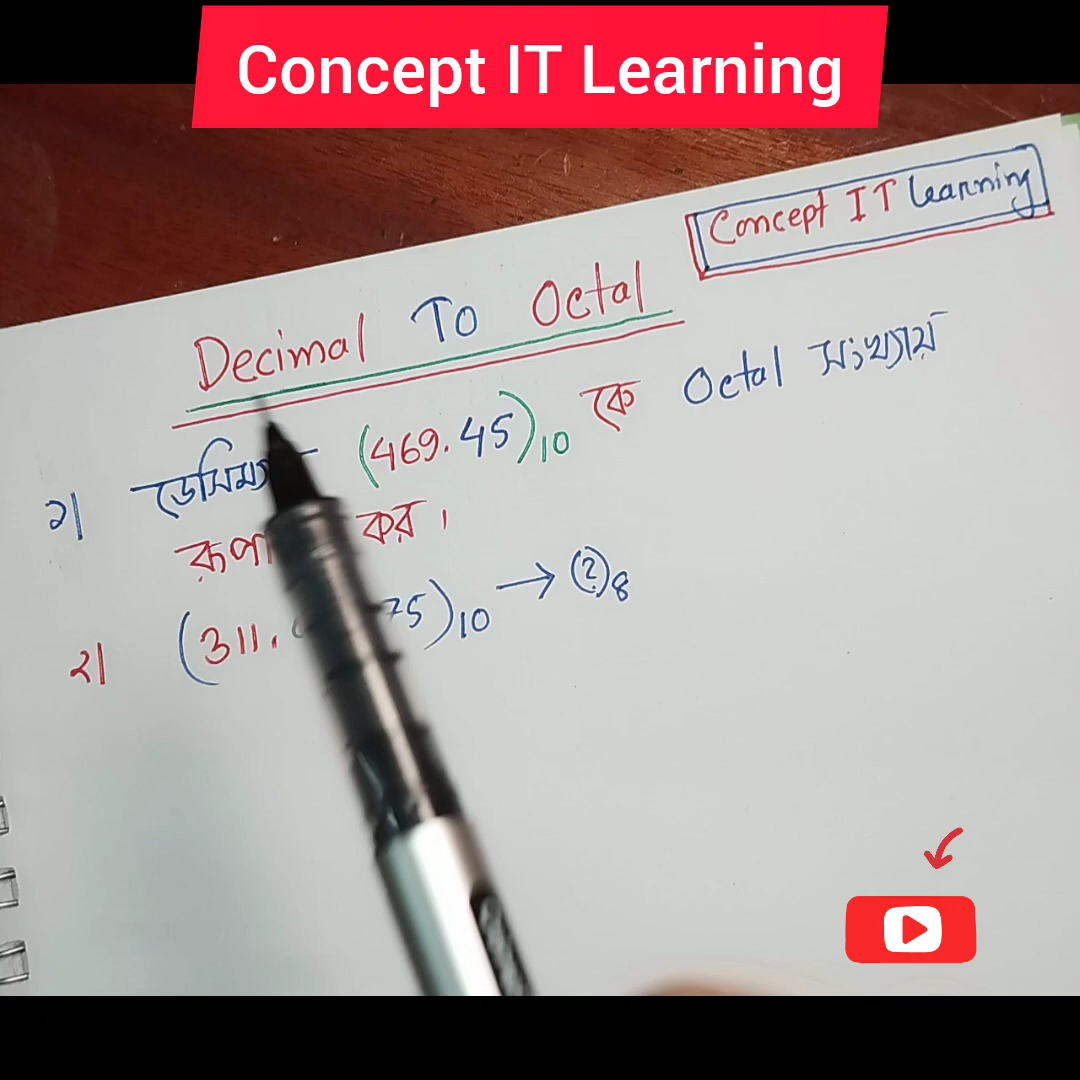 Concept IT Learning
Concept IT Learning
Decimal To Octal
১। (469.45)10 কে Octal সংখ্যায়
কর।
২। (311. 75)10 → (?)8